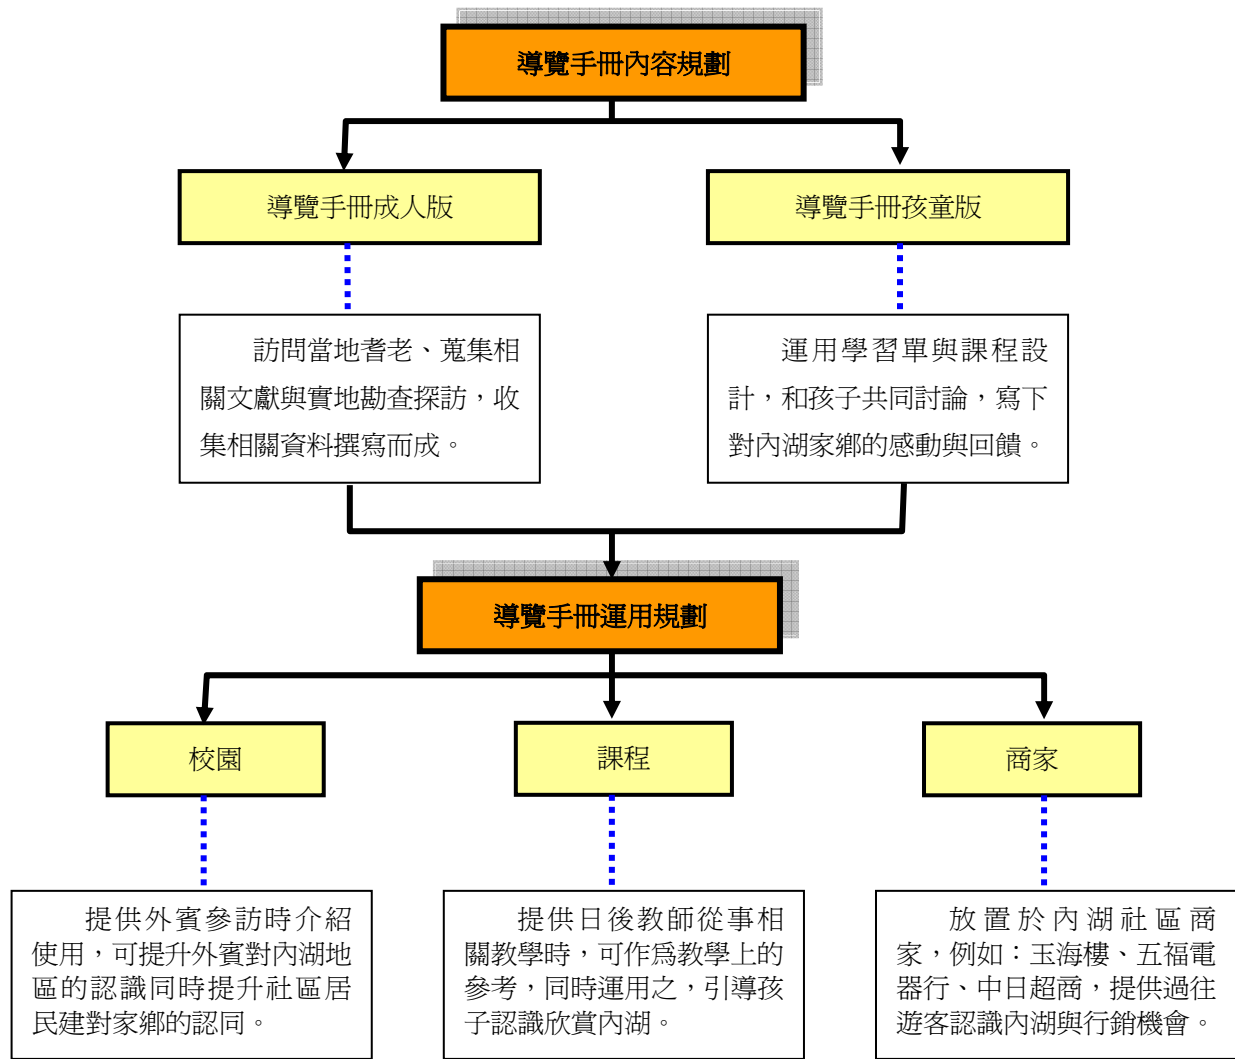 導覽手冊內容規劃
導覽手冊成人版
導覽手冊孩童版
訪問當地耆老、蒐集相
關文獻與實地勘查探訪，收
集相關資料撰寫而成。
運用學習單與課程設
計，和孩子共同討論，寫下
對內湖家鄉的感動與回饋。
導覽手冊運用規劃
校園
課程
商家
提供外賓參訪時介紹
使用，可提升外賓對內湖地
區的認識同時提升社區居
民建對家鄉的認同。
提供日後教師從事相
關教學時，可作為教學上的
參考，同時運用之，引導孩
子認識欣賞內湖。
放置於內湖社區商
家，例如：玉海樓、五福電
器行、中日超商，提供過往
遊客認識內湖與行銷機會。